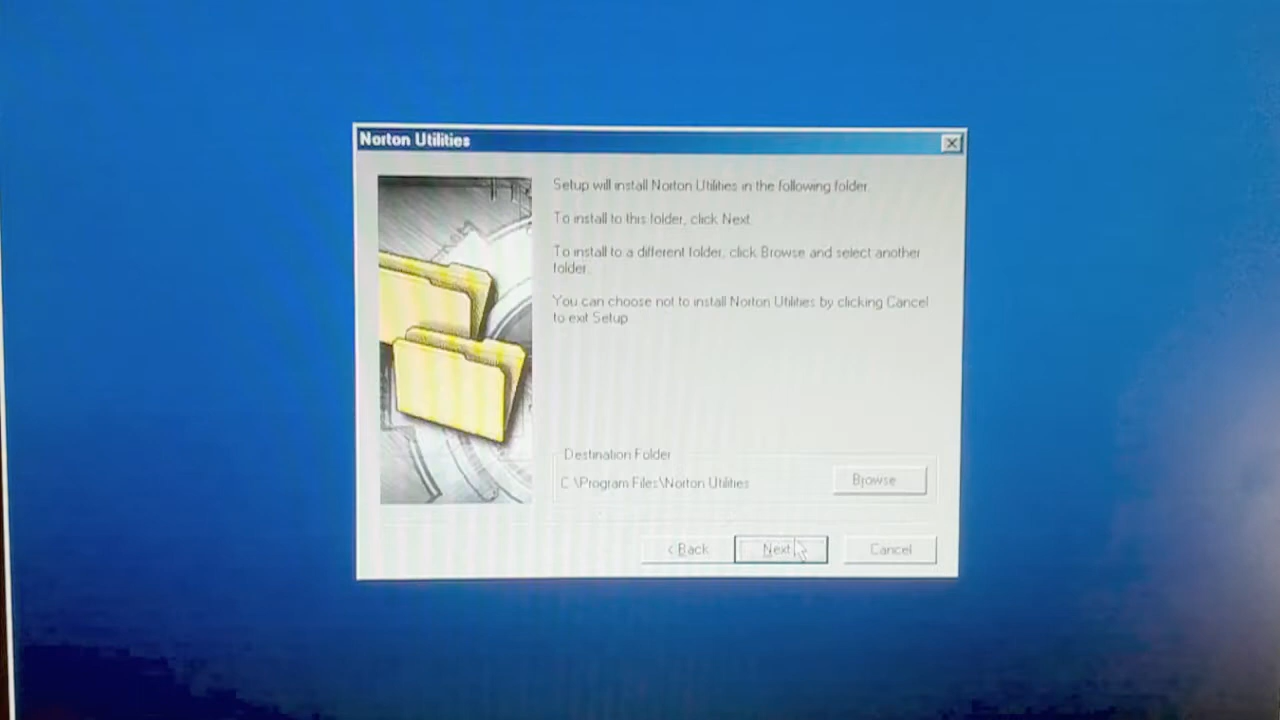 Norton Utilities
Setup will install Norton Utilities in the following folder.
To install to this folder, click Next.
To install to a different folder, click Browse and select another
folder.
You can choose not to install Norton Utilities by clicking Cancel
to exit Setup.
Destination Folder
C:\Program Files\Norton Utilities
Browse
< Back
Next
Cancel